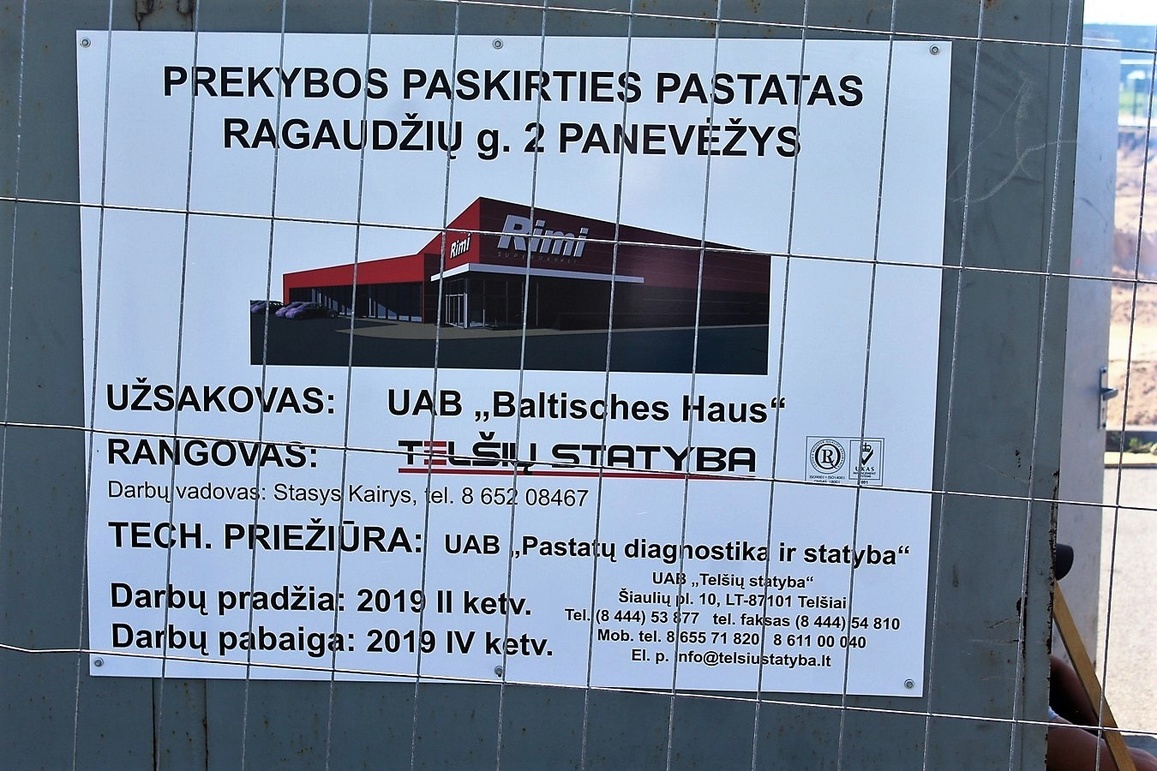 PREKYBOS PASKIRTIES PASTATAS
RAGAUDŽIŲ g. 2 PANEVĖŽYS
Rimi
Rimi
SUPERMARKET
UŽSAKOVAS: UAB „Baltisches Haus“
RANGOVAS: TELŠIŲ STATYBA
R
UKAS
Darbų vadovas: Stasys Kairys, tel. 8 652 08467
TECH. PRIEŽIŪRA: UAB „Pastatų diagnostika ir statyba“
Darbų pradžia: 2019 II ketv.
Darbų pabaiga: 2019 IV ketv.
UAB „Telšių statyba“
Šiaulių pl. 10, LT-87101 Telšiai
Tel. (8 444) 53 877 tel. faksas (8 444) 54 810
Mob. tel. 8 655 71 820 8 611 00 040
El. p. info@telsiustatyba.lt